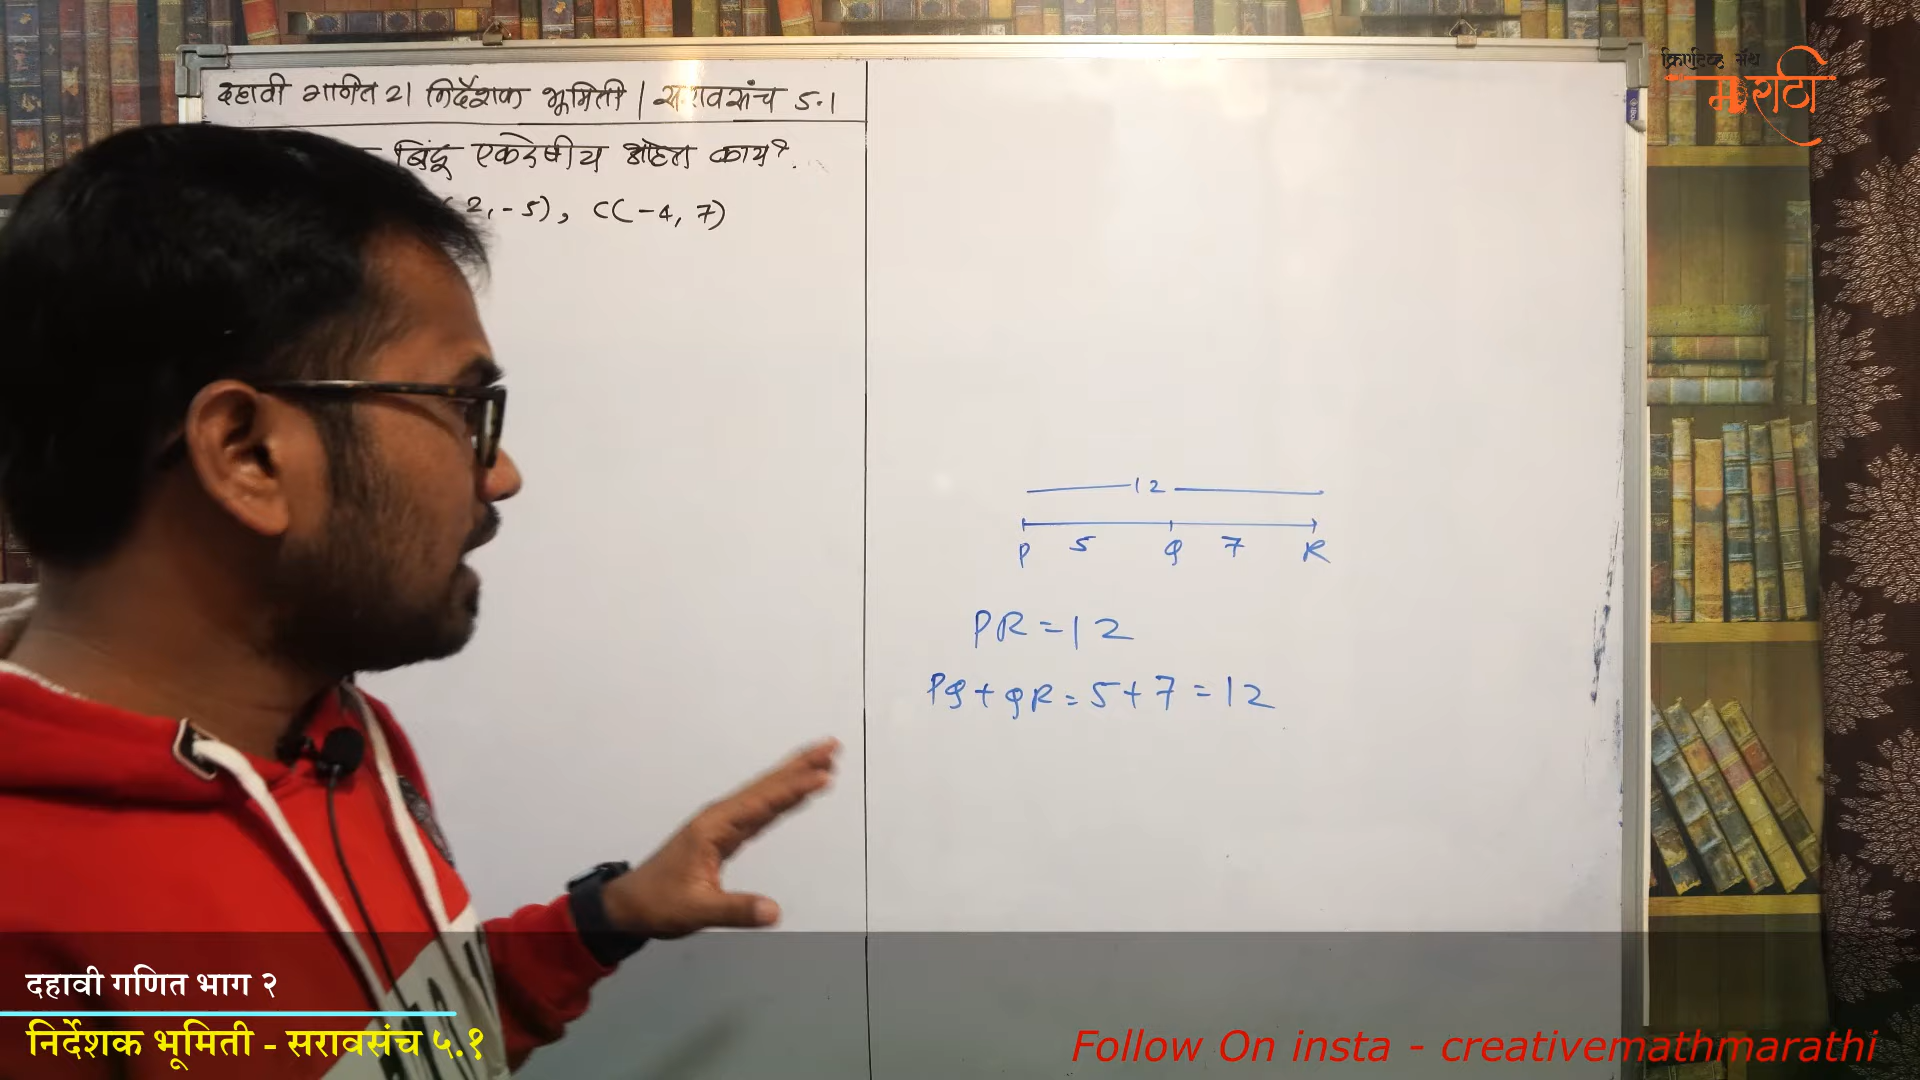 दहावी गणित 2। निर्देशक भूमिती | सरावसंच 5.1
बिंदू एकरेषीय आहेत काय?.
2,-5), C(-4, 7)
क्रिएटिव्ह मॅथ
मराठी
12
P 5 Q 7 R
PR = 12
PQ + QR = 5 + 7 = 12
दहावी गणित भाग २
निर्देशक भूमिती - सरावसंच ५.१
Follow On insta - creativemathmarathi